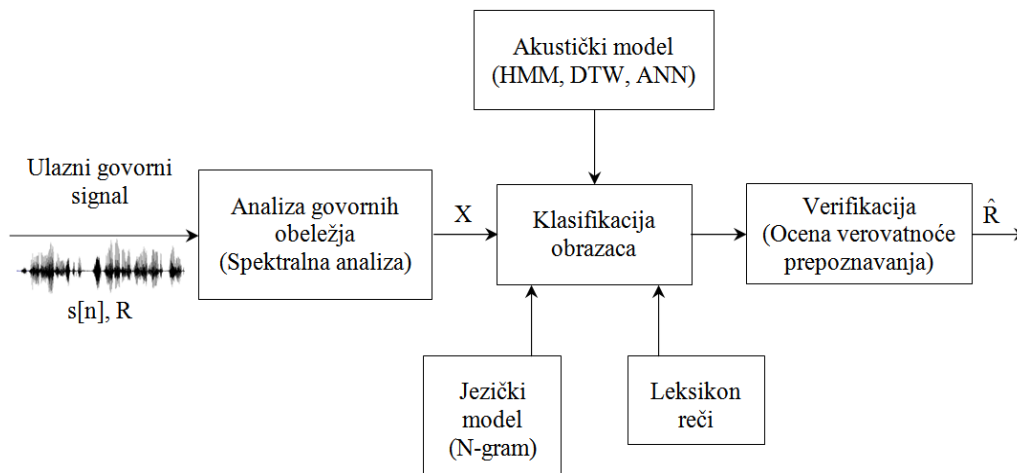 Akustički model
(HMM, DTW, ANN)
Ulazni govorni
signal
s[n], R
Analiza govornih
obeležja
(Spektralna analiza)
X
Klasifikacija
obrazaca
Verifikacija
(Ocena verovatnoće
prepoznavanja)
R̂
Jezički
model
(N-gram)
Leksikon
reči